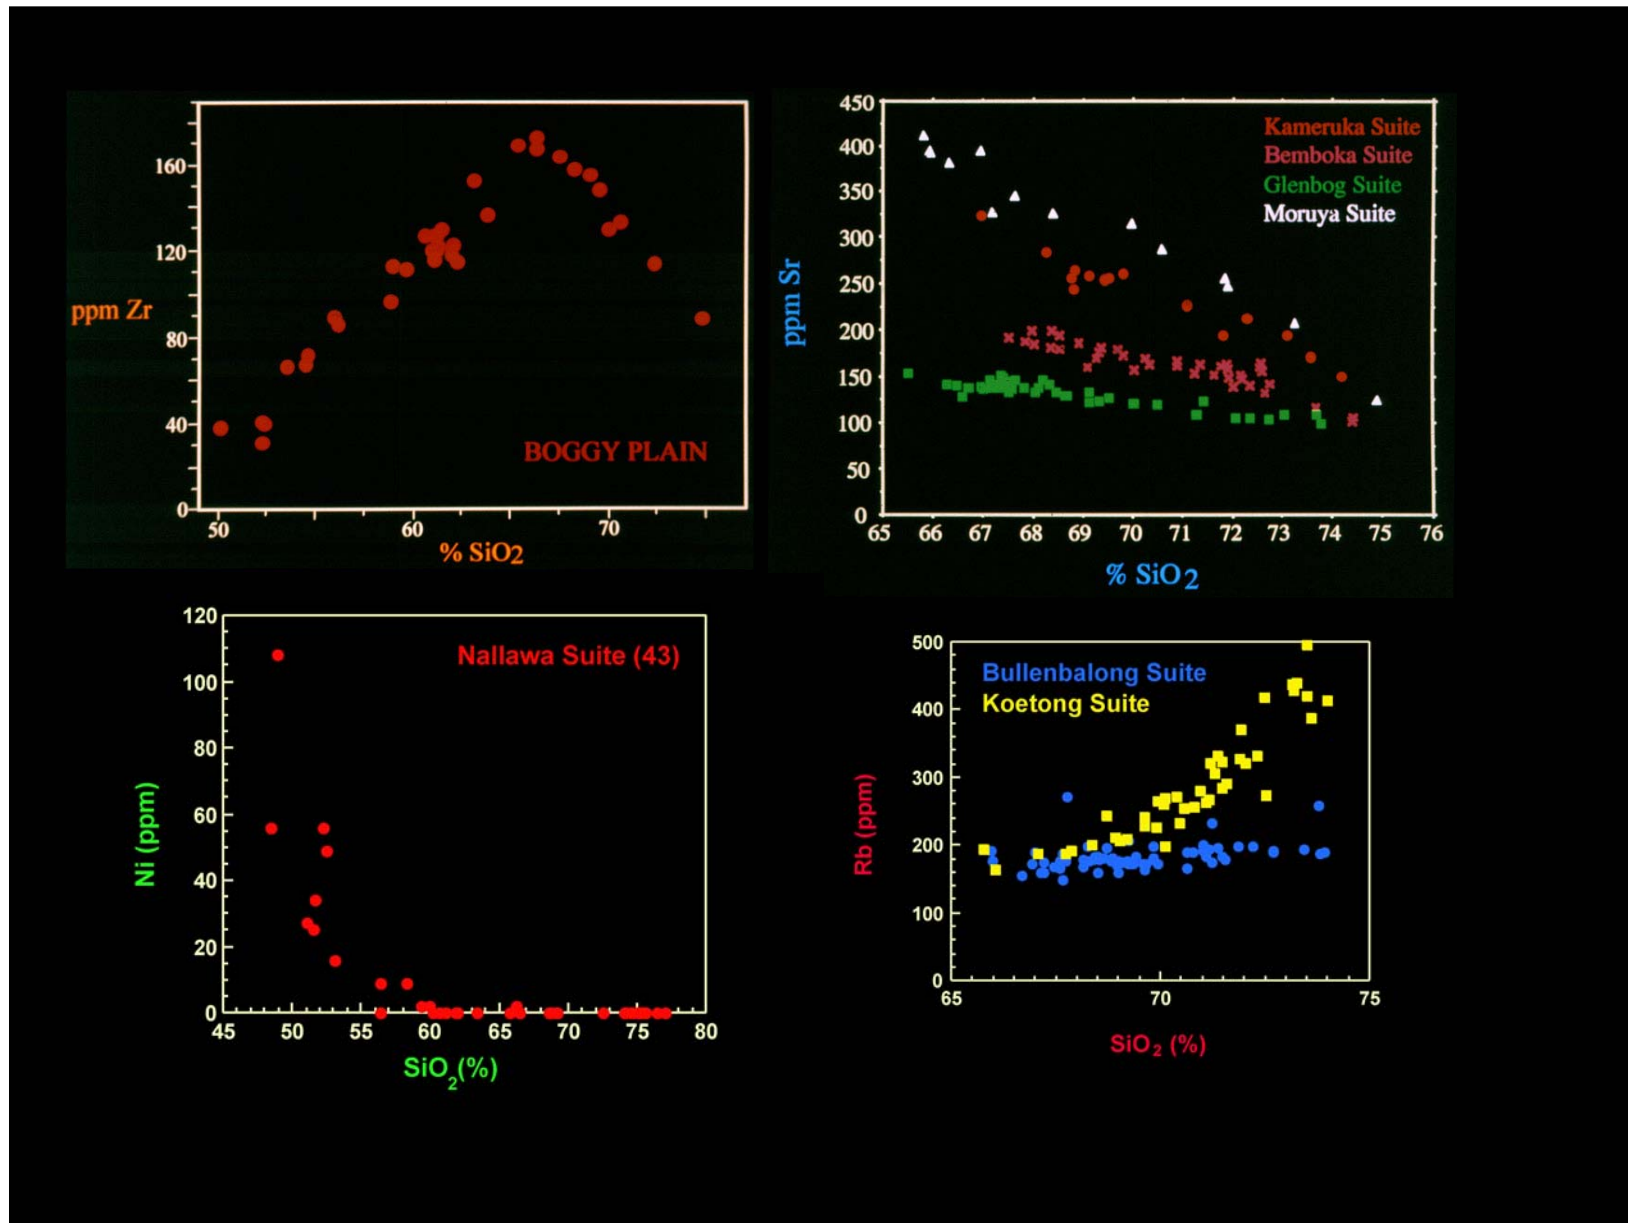 160
120
ppm Zr
80
40
0
BOGGY PLAIN
50 60 70
% SiO2
450
400
350
300
250
200
150
100
50
0
ppm Sr
Kameruka Suite
Bemboka Suite
Glenbog Suite
Moruya Suite
65 66 67 68 69 70 71 72 73 74 75 76
% SiO2
120
100
80
60
40
20
0
Ni (ppm)
Nallawa Suite (43)
45 50 55 60 65 70 75 80
SiO2(%)
500
400
300
200
100
0
Rb (ppm)
Bullenbalong Suite
Koetong Suite
65 70 75
SiO2 (%)